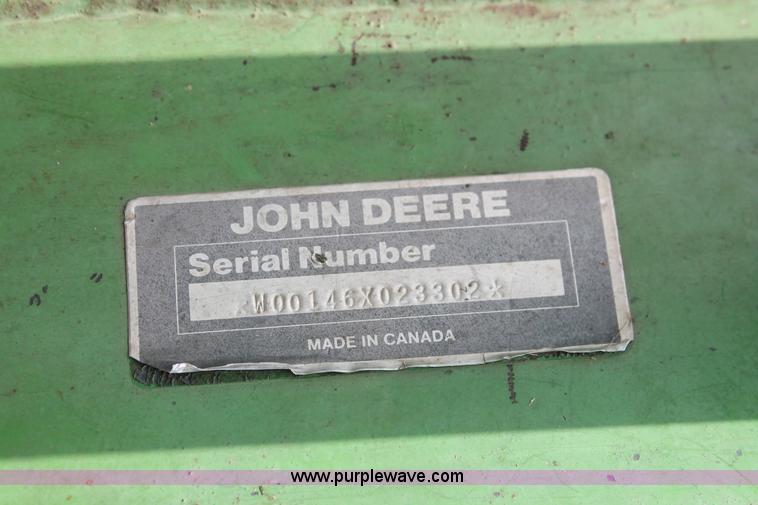 JOHN DEERE
Serial Number
*W00146X023302*
MADE IN CANADA
www.purplewave.com